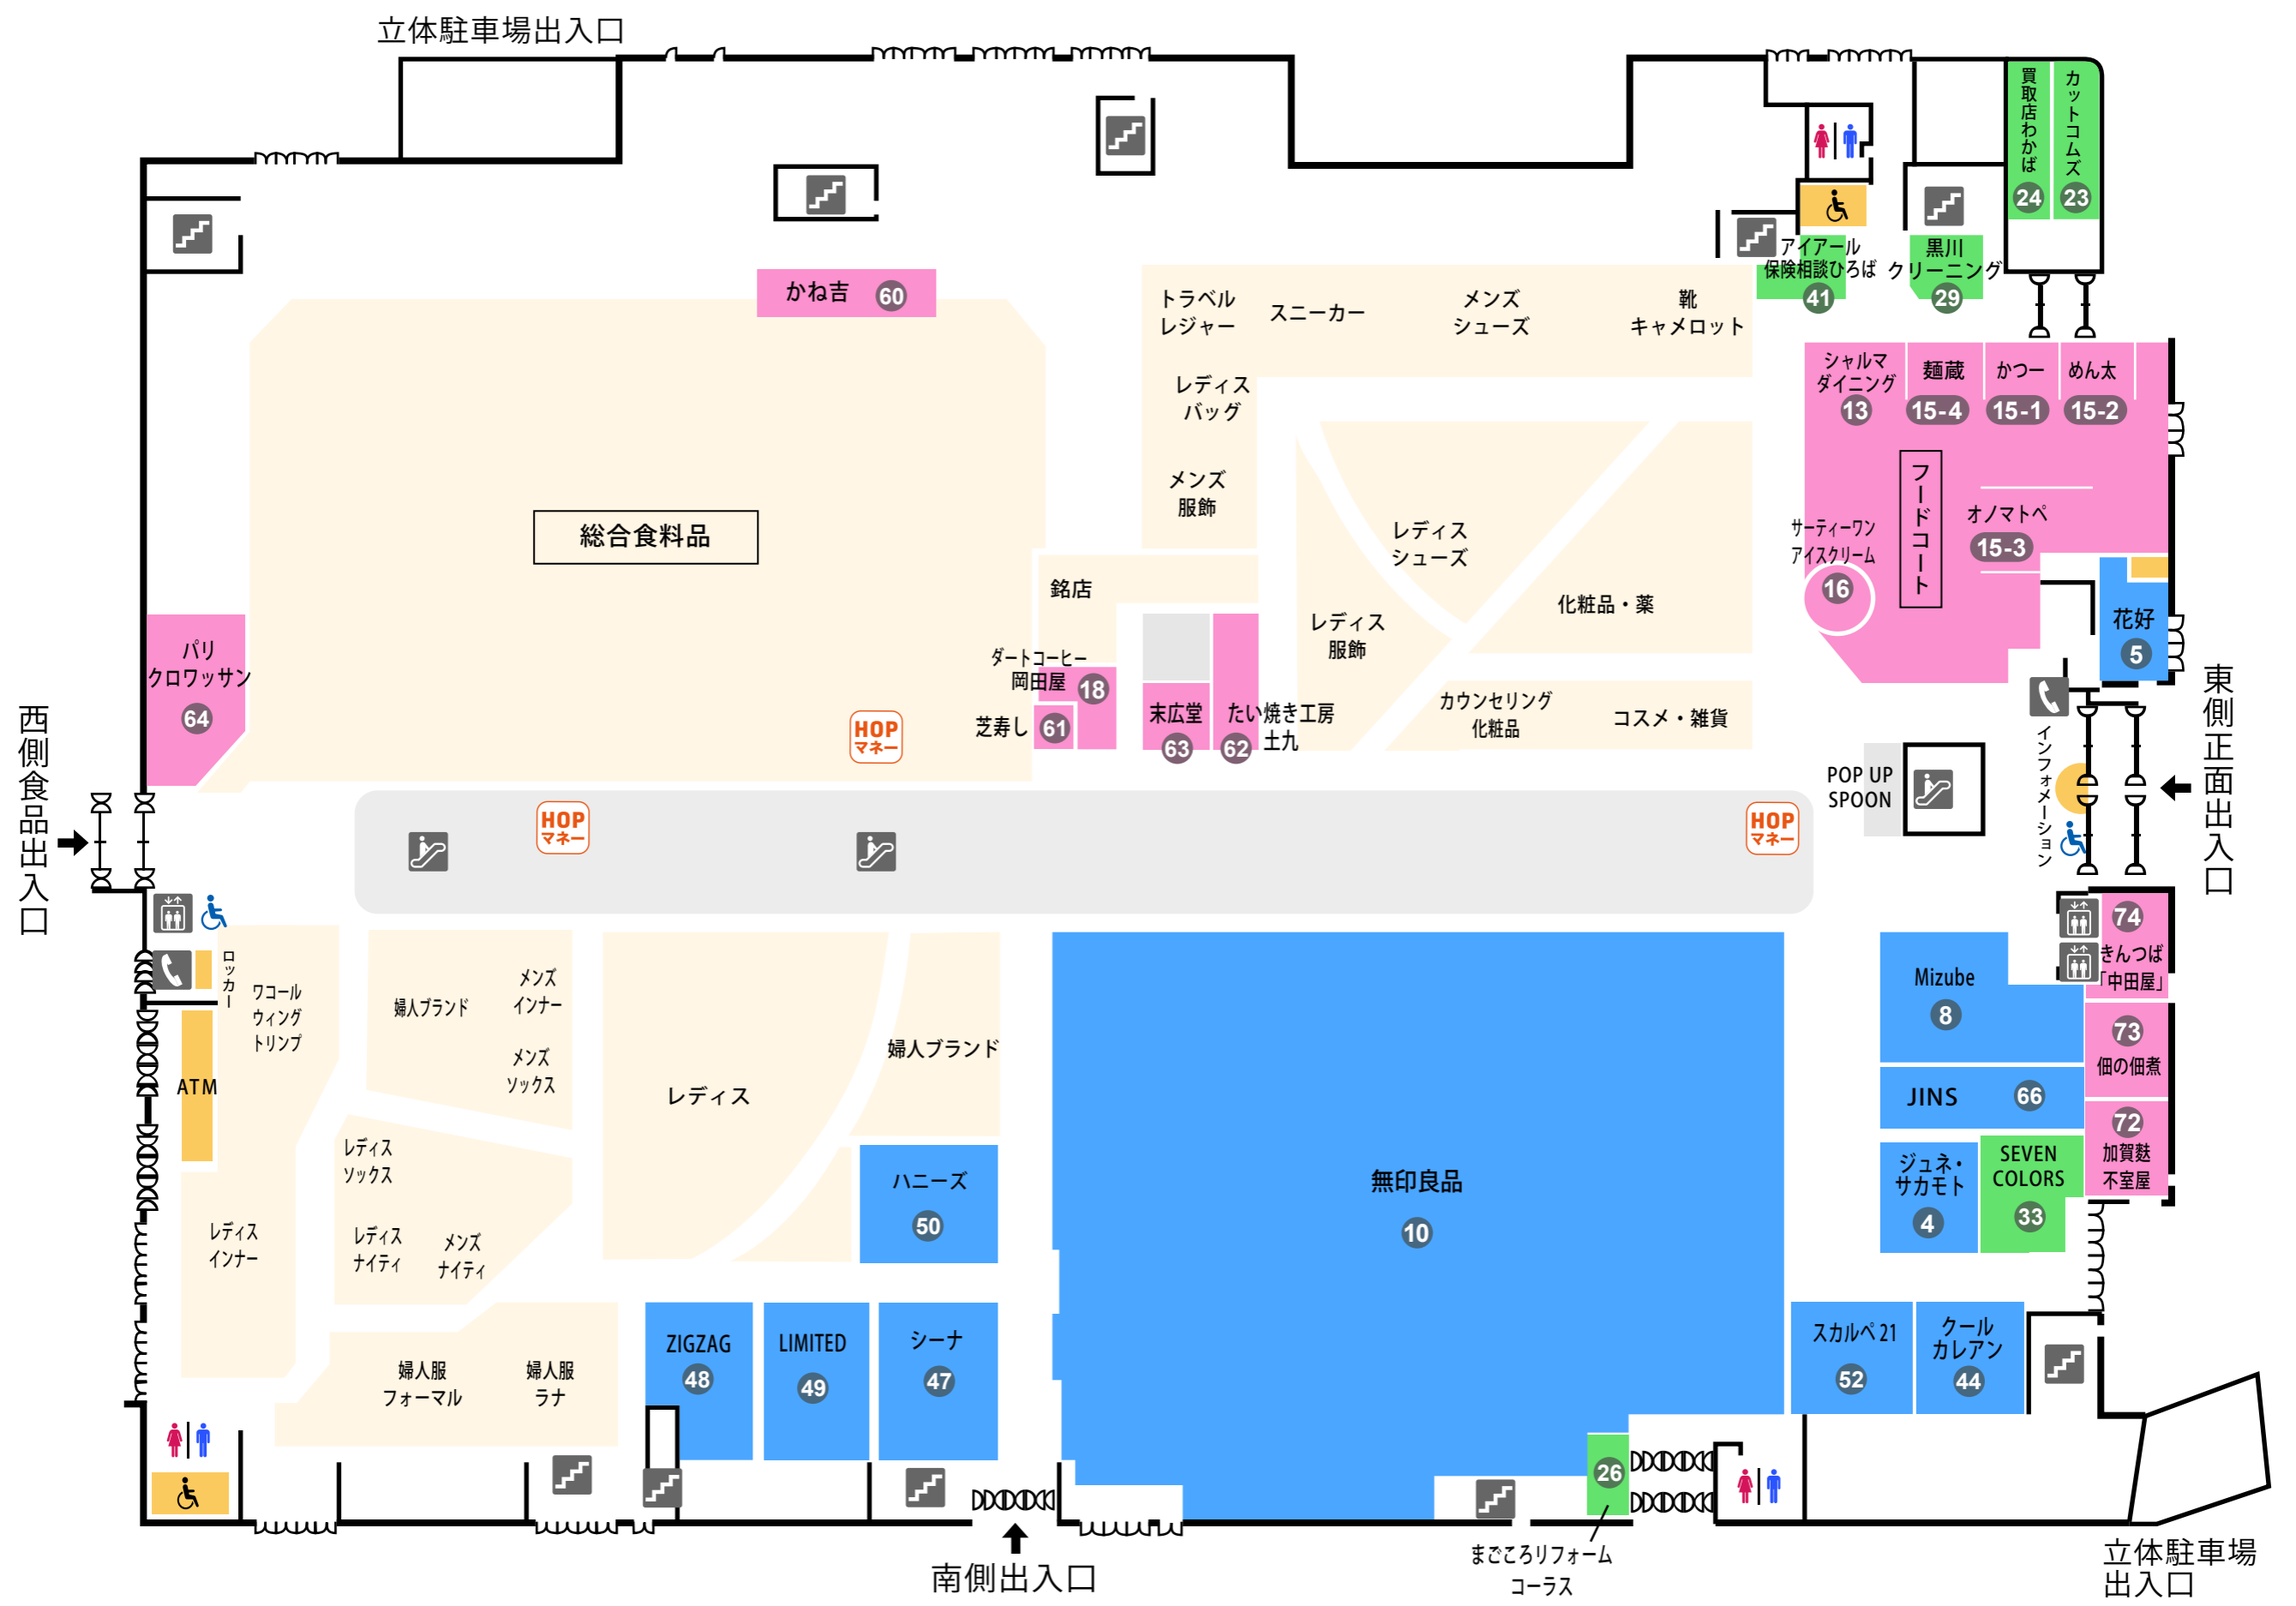 立体駐車場出入口
買取店わかば
24
カットコムズ
23
アイアール
保険相談ひろば
41
黒川
クリーニング
29
かね吉
60
トラベル
レジャー
スニーカー
メンズ
シューズ
靴
キャメロット
シャルマ
ダイニング
13
麺蔵
15-4
かつー
15-1
めん太
15-2
レディス
バッグ
メンズ
服飾
フードコート
オノマトペ
15-3
サーティーワン
アイスクリーム
16
総合食料品
レディス
シューズ
銘店
化粧品・薬
レディス
服飾
花好
5
パリ
クロワッサン
64
ダートコーヒー
岡田屋
18
芝寿し
61
末広堂
63
たい焼き工房
土九
62
カウンセリング
化粧品
コスメ・雑貨
HOP
マネー
HOP
マネー
HOP
マネー
POP UP
SPOON
インフォメーション
東側正面出入口
西側食品出入口
ロッカー
ATM
ワコール
ウィング
トリンプ
婦人ブランド
メンズ
インナー
メンズ
ソックス
レディス
婦人ブランド
レディス
ソックス
レディス
インナー
レディス
ナイティ
メンズ
ナイティ
ハニーズ
50
無印良品
10
Mizube
8
74
きんつば
「中田屋」
73
佃の佃煮
JINS
66
72
加賀麩
不室屋
ジュネ・
サカモト
4
SEVEN
COLORS
33
婦人服
フォーマル
婦人服
ラナ
ZIGZAG
48
LIMITED
49
シーナ
47
スカルペ 21
52
クール
カレアン
44
26
まごころリフォーム
コーラス
南側出入口
立体駐車場
出入口